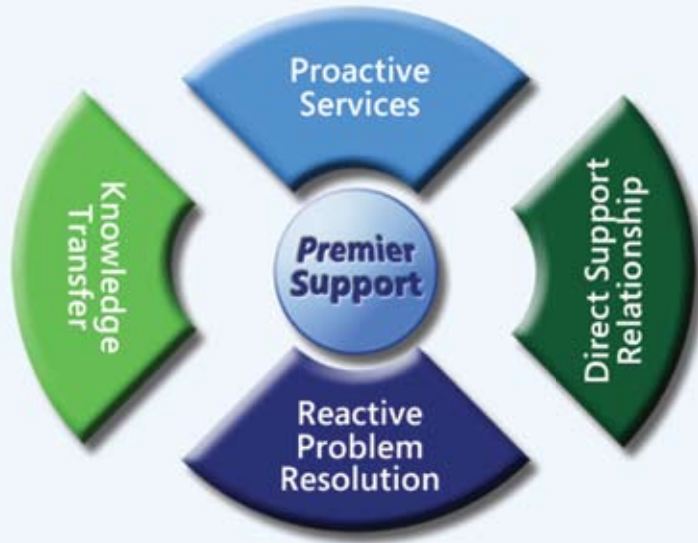 Proactive
Services
Knowledge
Transfer
Premier
Support
Direct Support
Relationship
Reactive
Problem
Resolution